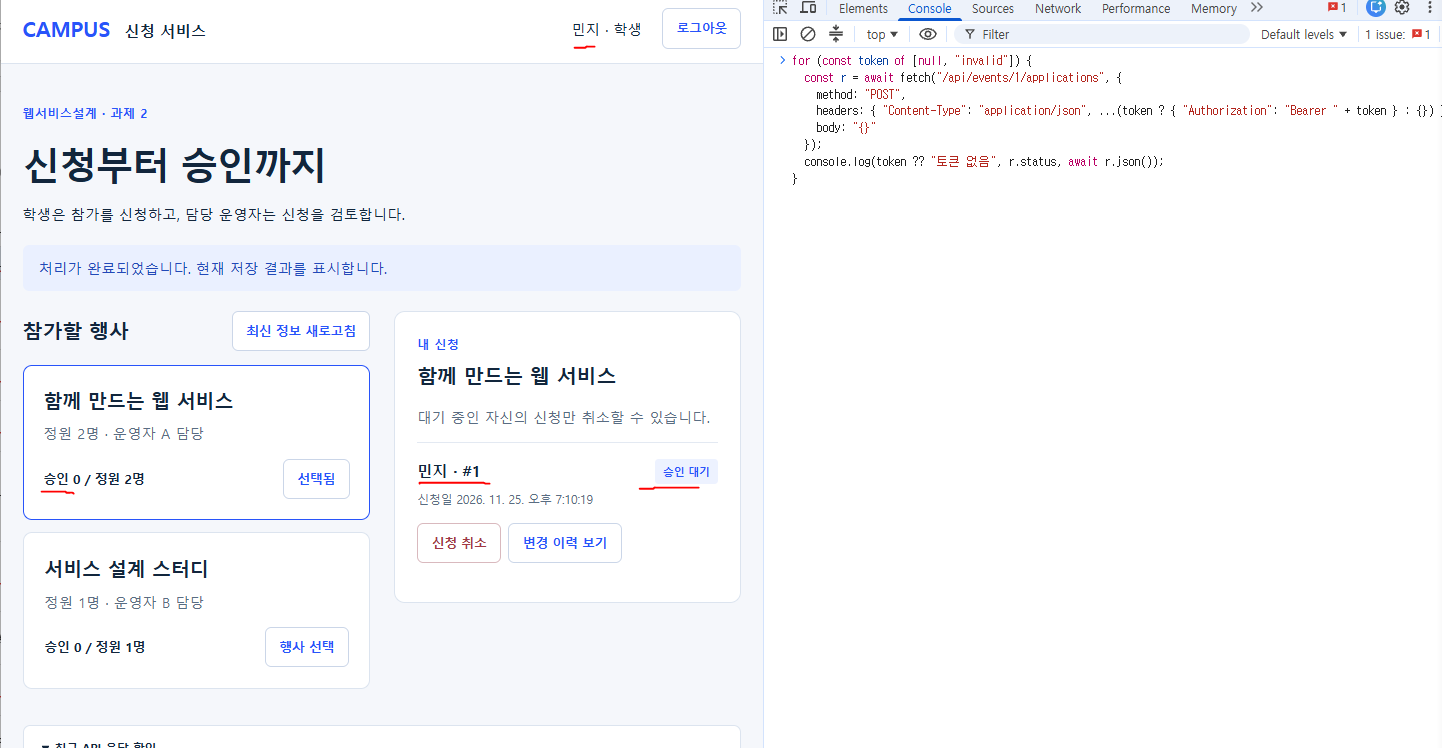 CAMPUS 신청 서비스
민지 · 학생
로그아웃
웹서비스설계 · 과제 2
신청부터 승인까지
학생은 참가를 신청하고, 담당 운영자는 신청을 검토합니다.
처리가 완료되었습니다. 현재 저장 결과를 표시합니다.
참가할 행사
최신 정보 새로고침
함께 만드는 웹 서비스
정원 2명 · 운영자 A 담당
승인 0 / 정원 2명
선택됨
서비스 설계 스터디
정원 1명 · 운영자 B 담당
승인 0 / 정원 1명
행사 선택
내 신청
함께 만드는 웹 서비스
대기 중인 자신의 신청만 취소할 수 있습니다.
민지 · #1
승인 대기
신청일 2026. 11. 25. 오후 7:10:19
신청 취소
변경 이력 보기
Elements
Console
Sources
Network
Performance
Memory
1
top
Filter
Default levels
1 issue:
1
for (const token of [null, "invalid"]) {
const r = await fetch("/api/events/1/applications", {
method: "POST",
headers: { "Content-Type": "application/json", ...(token ? { "Authorization": "Bearer " + token } : {})
body: "{}"
});
console.log(token ?? "토큰 없음", r.status, await r.json());
}